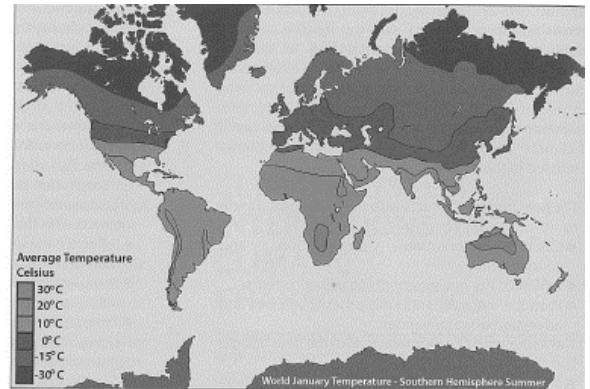 Average Temperature
Celsius
30°C
20°C
10°C
0°C
-15°C
-30°C
World January Temperature - Southern Hemisphere Summer